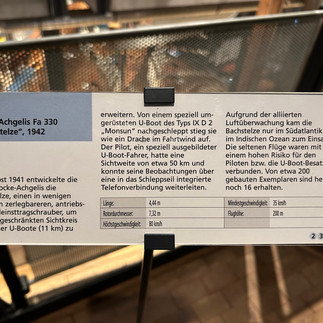 Achgelis Fa 330
telze", 1942
ost 1941 entwickelte die
ocke-Achgelis die
lze, einen in wenigen
n zerlegbaren, antriebs-
einsttragschrauber, um
geschränkten Sichtkreis
er U-Boote (11 km) zu
erweitern. Von einem speziell um-
gerüsteten U-Boot des Typs IX D 2
„Monsun" nachgeschleppt stieg sie
wie ein Drache im Fahrtwind auf.
Der Pilot, ein speziell ausgebildeter
U-Boot-Fahrer, hatte eine
Sichtweite von etwa 50 km und
konnte seine Beobachtungen über
eine in das Schleppseil integrierte
Telefonverbindung weiterleiten.
Aufgrund der alliierten
Luftüberwachung kam die
Bachstelze nur im Südatlantik
im Indischen Ozean zum Einsa
Die seltenen Flüge waren mit
einem hohen Risiko für den
Piloten bzw. die U-Boot-Besat
verbunden. Von etwa 200
gebauten Exemplaren sind he
noch 16 erhalten.
Länge: 4,44 m
Rotordurchmesser: 7,32 m
Höchstgeschwindigkeit: 80 km/h
Mindestgeschwindigkeit: 35 km/h
Flughöhe: 200 m
2 3